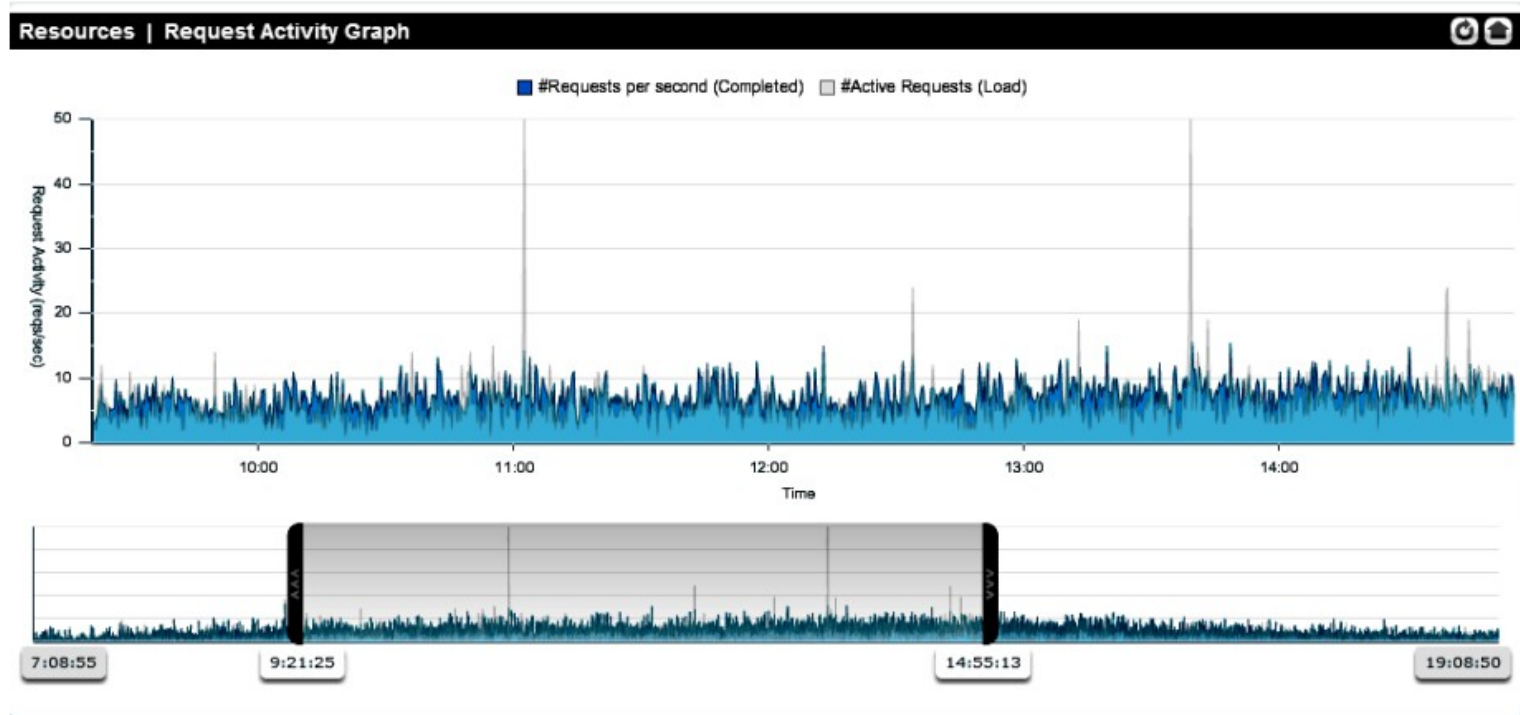 Resources | Request Activity Graph
#Requests per second (Completed) #Active Requests (Load)
Request Activity (reqs/sec)
50
40
30
20
10
0
10:00 11:00 12:00 13:00 14:00
Time
7:08:55 9:21:25 14:55:13 19:08:50